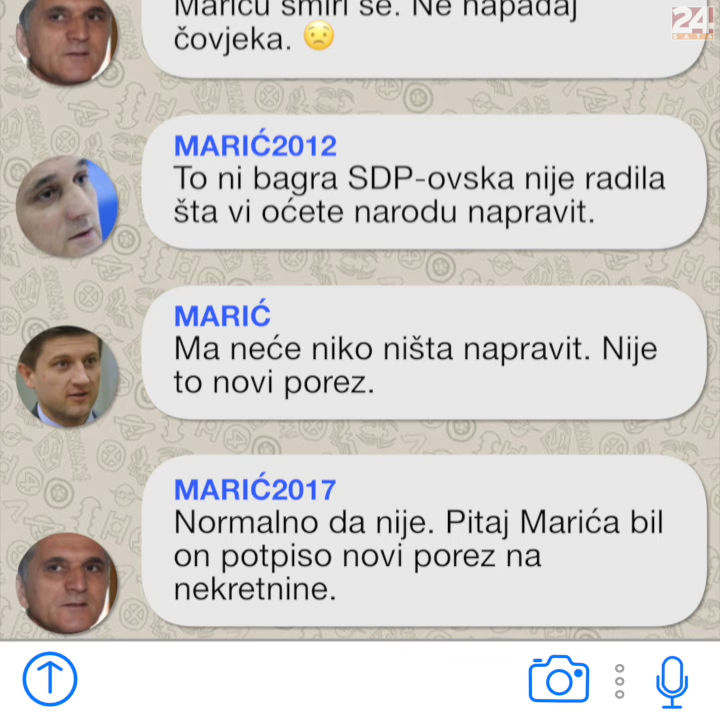 Mariću smiri se. Ne napadaj
čovjeka. 😟
24
SATA
MARIĆ2012
To ni bagra SDP-ovska nije radila
šta vi oćete narodu napravit.
MARIĆ
Ma neće niko ništa napravit. Nije
to novi porez.
MARIĆ2017
Normalno da nije. Pitaj Marića bil
on potpiso novi porez na
nekretnine.